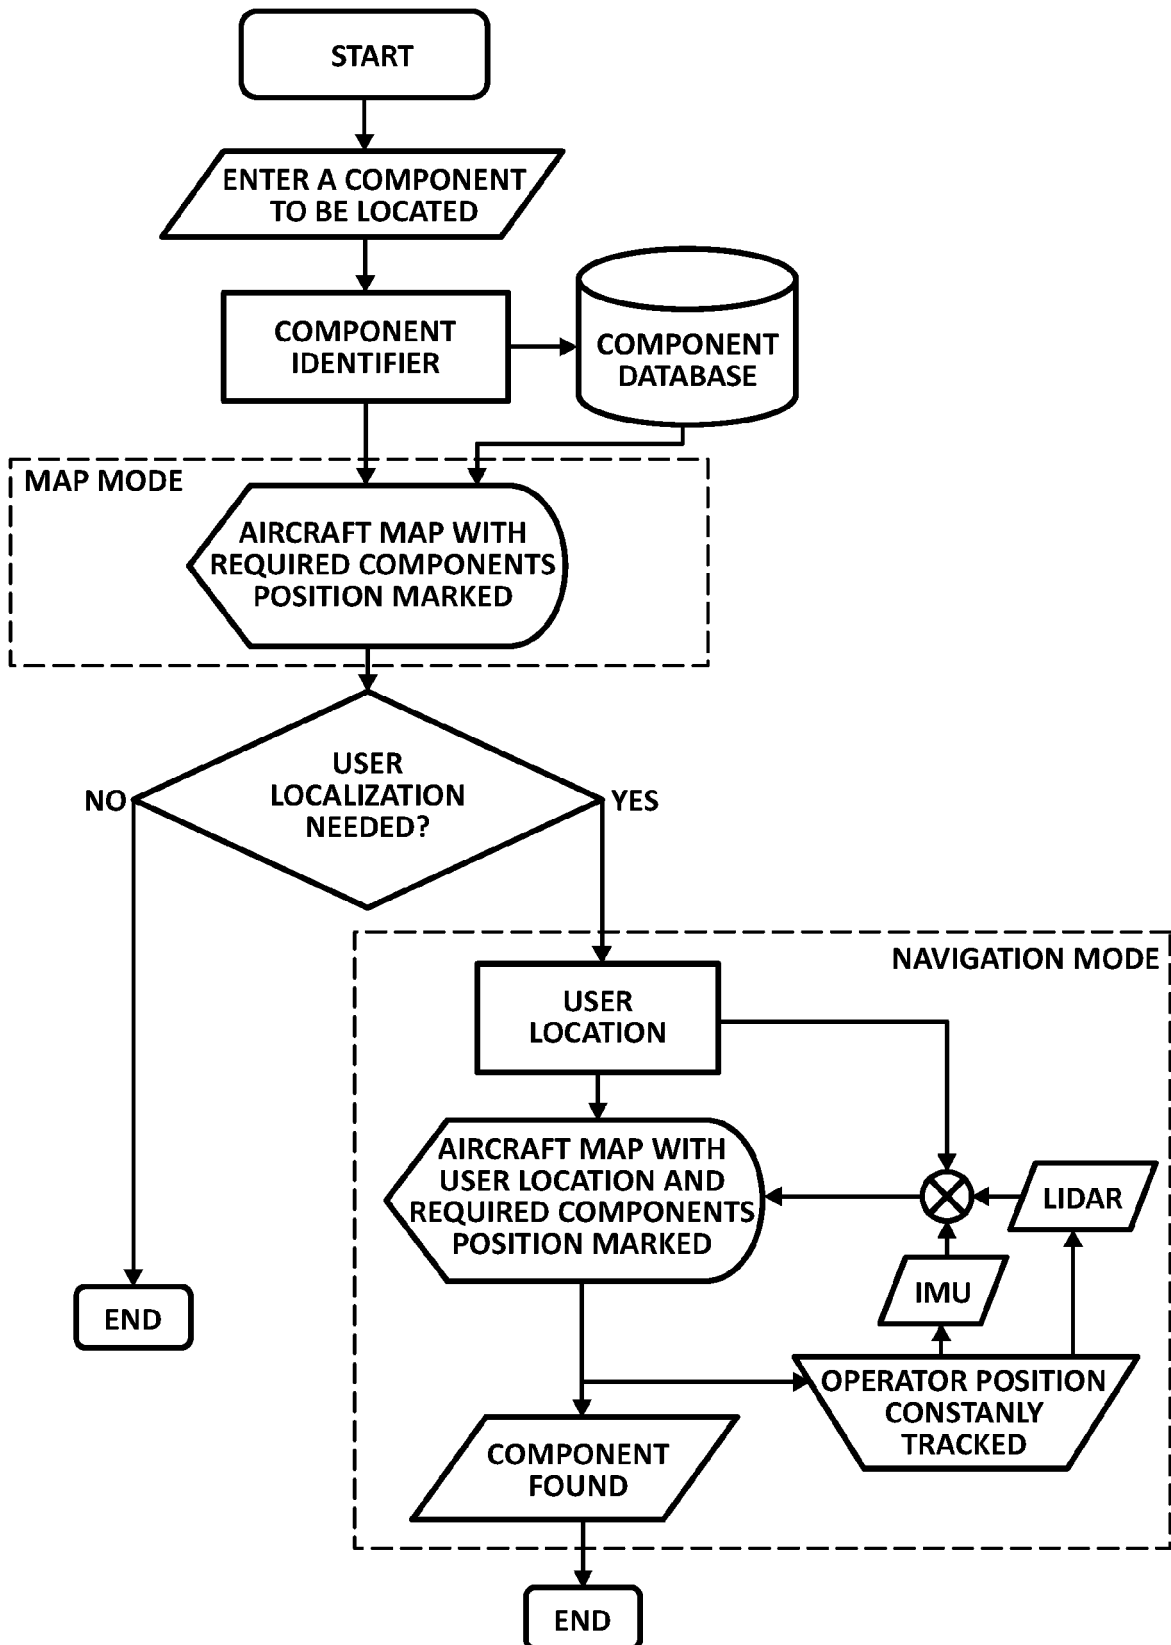 START
ENTER A COMPONENT
TO BE LOCATED
COMPONENT
IDENTIFIER
COMPONENT
DATABASE
MAP MODE
AIRCRAFT MAP WITH
REQUIRED COMPONENTS
POSITION MARKED
USER
LOCALIZATION
NEEDED?
NO
YES
NAVIGATION MODE
USER
LOCATION
AIRCRAFT MAP WITH
USER LOCATION AND
REQUIRED COMPONENTS
POSITION MARKED
LIDAR
IMU
END
OPERATOR POSITION
CONSTANLY
TRACKED
COMPONENT
FOUND
END